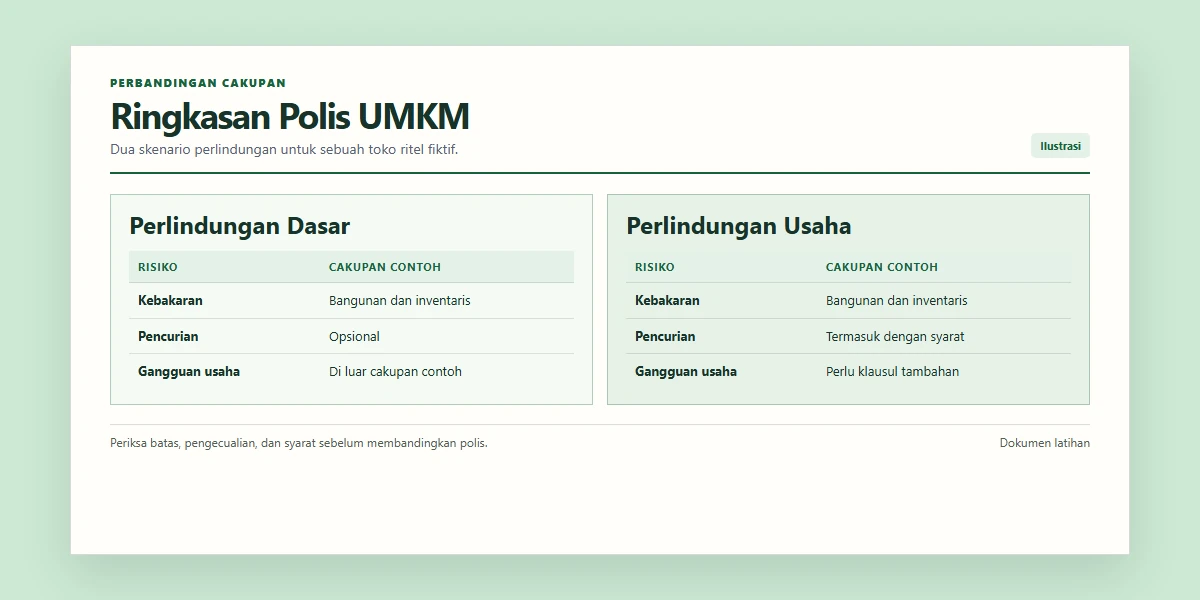 PERBANDINGAN CAKUPAN
Ringkasan Polis UMKM
Dua skenario perlindungan untuk sebuah toko ritel fiktif.
Ilustrasi
Perlindungan Dasar
RISIKO CAKUPAN CONTOH
Kebakaran Bangunan dan inventaris
Pencurian Opsional
Gangguan usaha Di luar cakupan contoh
Perlindungan Usaha
RISIKO CAKUPAN CONTOH
Kebakaran Bangunan dan inventaris
Pencurian Termasuk dengan syarat
Gangguan usaha Perlu klausul tambahan
Periksa batas, pengecualian, dan syarat sebelum membandingkan polis.
Dokumen latihan